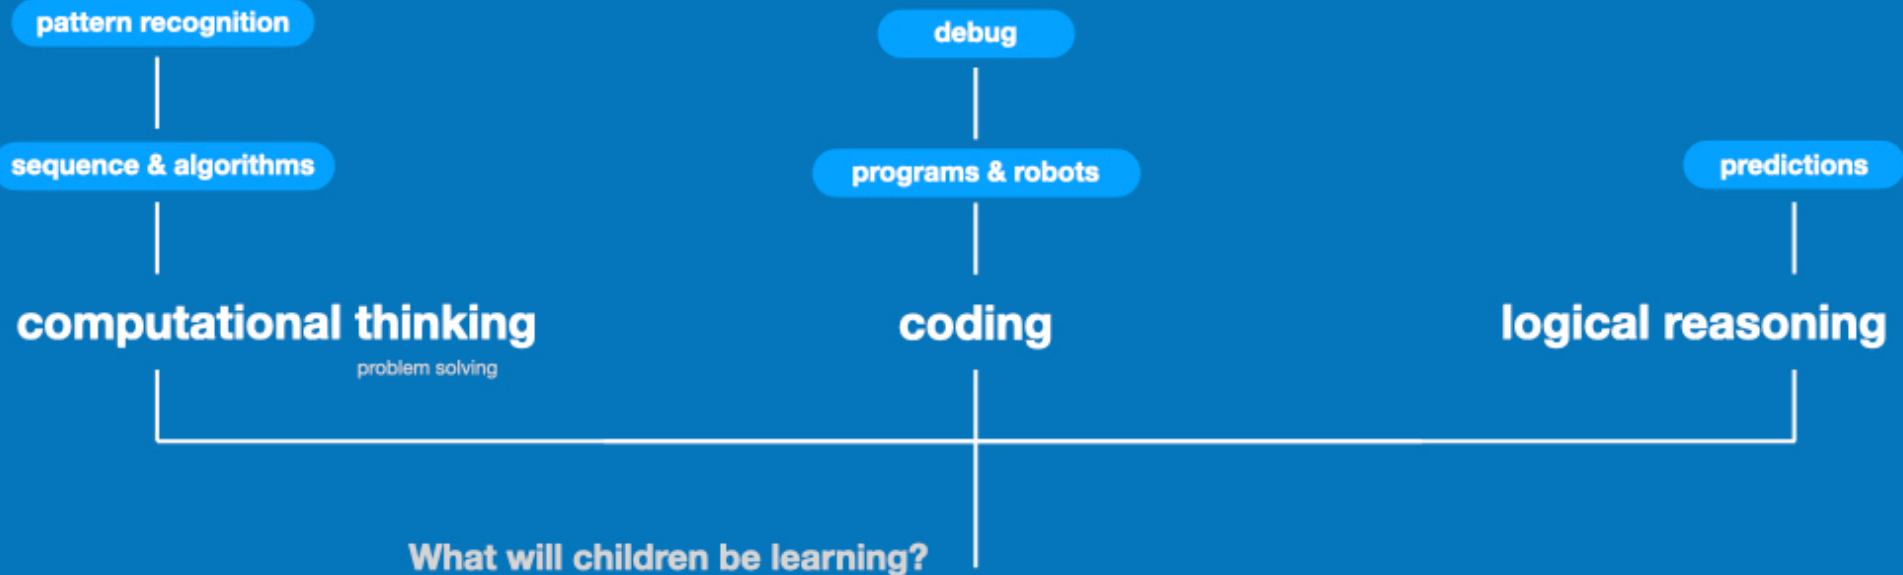 pattern recognition
debug
sequence & algorithms
programs & robots
predictions
computational thinking
coding
logical reasoning
problem solving
What will children be learning?